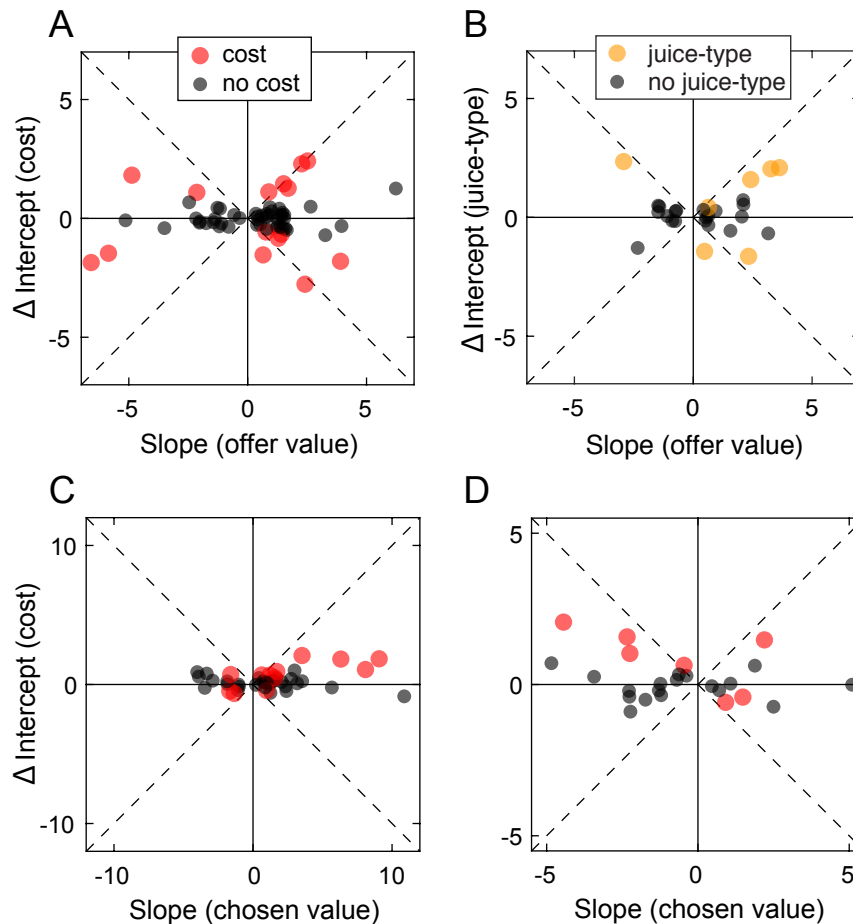 A
cost
no cost
5
0
-5
Δ Intercept (cost)
-5
0
5
Slope (offer value)
B
juice-type
no juice-type
5
0
-5
Δ Intercept (juice-type)
-5
0
5
Slope (offer value)
C
10
0
-10
Δ Intercept (cost)
-10
0
10
Slope (chosen value)
D
5
0
-5
-5
0
5
Slope (chosen value)